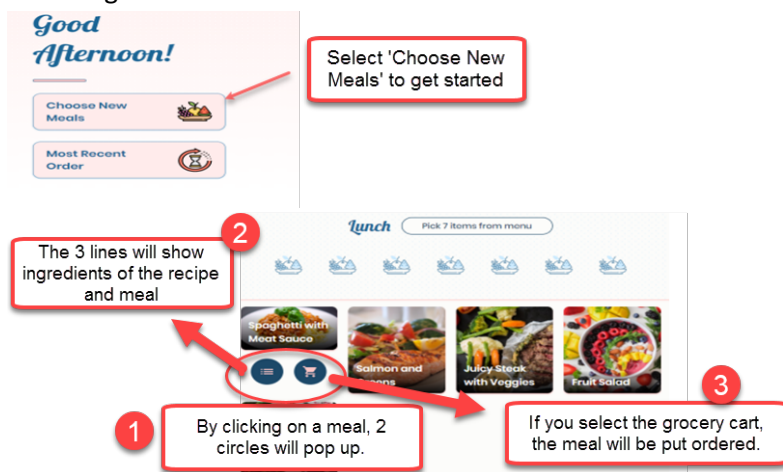 Good
Afternoon!
Select 'Choose New
Meals' to get started
Choose New
Meals
Most Recent
Order
Lunch
Pick 7 items from menu
2
The 3 lines will show
ingredients of the recipe
and meal
Spaghetti with
Meat Sauce
Salmon and
Greens
Juicy Steak
with Veggies
Fruit Salad
1
By clicking on a meal, 2
circles will pop up.
3
If you select the grocery cart,
the meal will be put ordered.